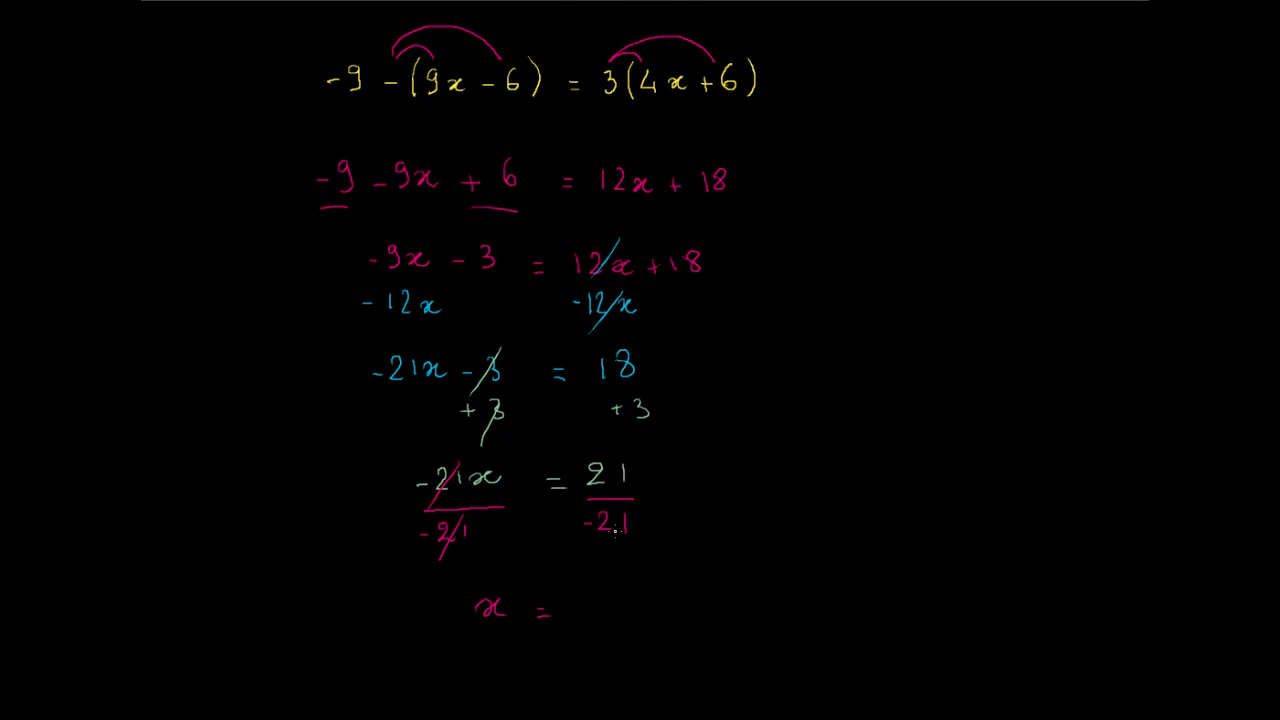 -9 -(9x - 6) = 3(4x + 6)
-9 - 9x + 6 = 12x + 18
-9x - 3 = 12x + 18
-12x -12x
-21x - 3 = 18
+ 3 + 3
-21x = 21
-21 -21
x =